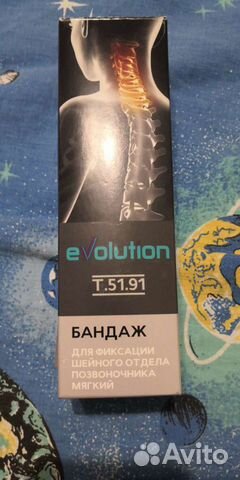 evolution
T.51.91
БАНДАЖ
ДЛЯ ФИКСАЦИИ
ШЕЙНОГО ОТДЕЛА
ПОЗВОНОЧНИКА
МЯГКИЙ
Avito